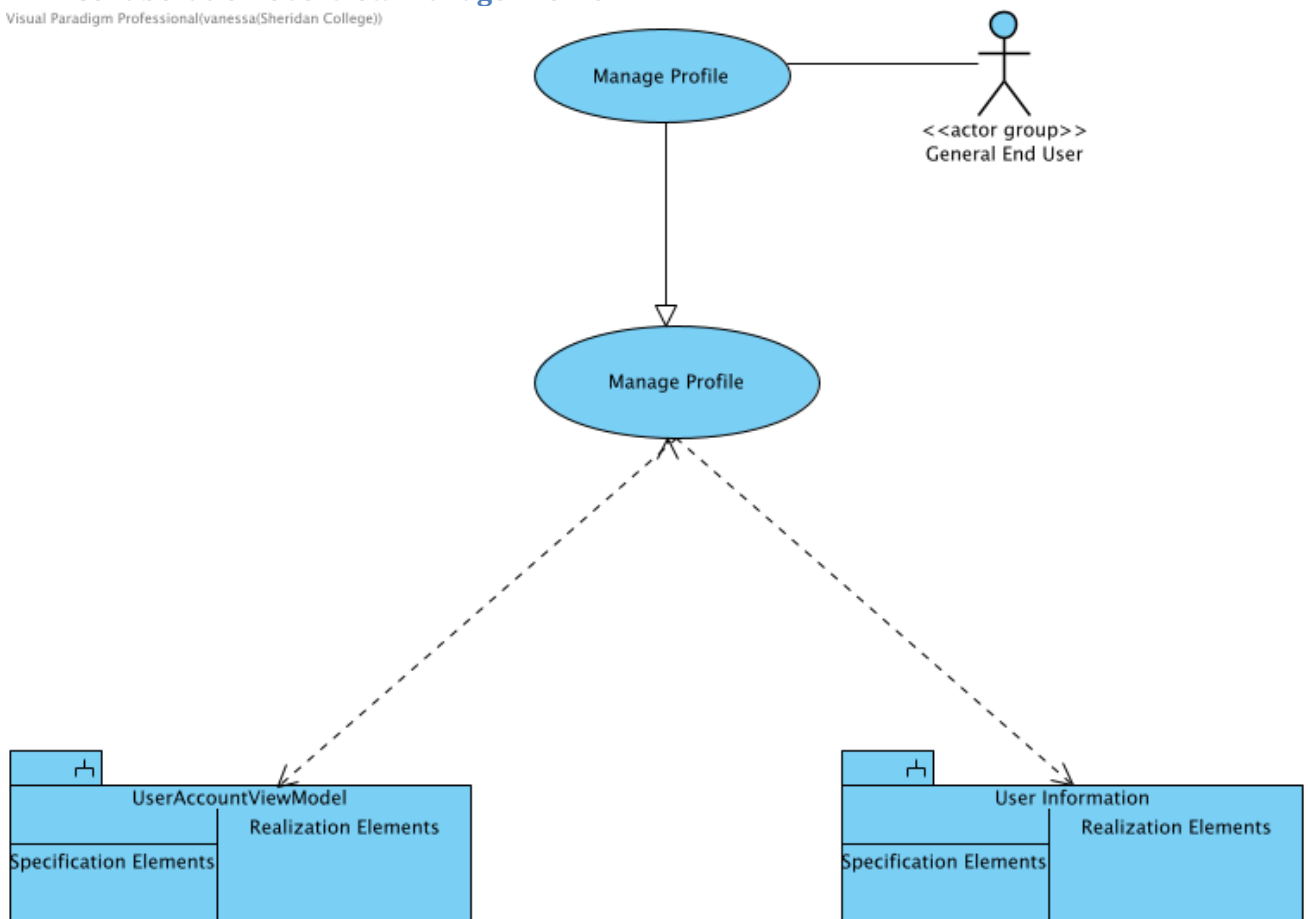 Visual Paradigm Professional(vanessa(Sheridan College))
Manage Profile
<<actor group>>
General End User
Manage Profile
UserAccountViewModel
Realization Elements
Specification Elements
User Information
Realization Elements
Specification Elements